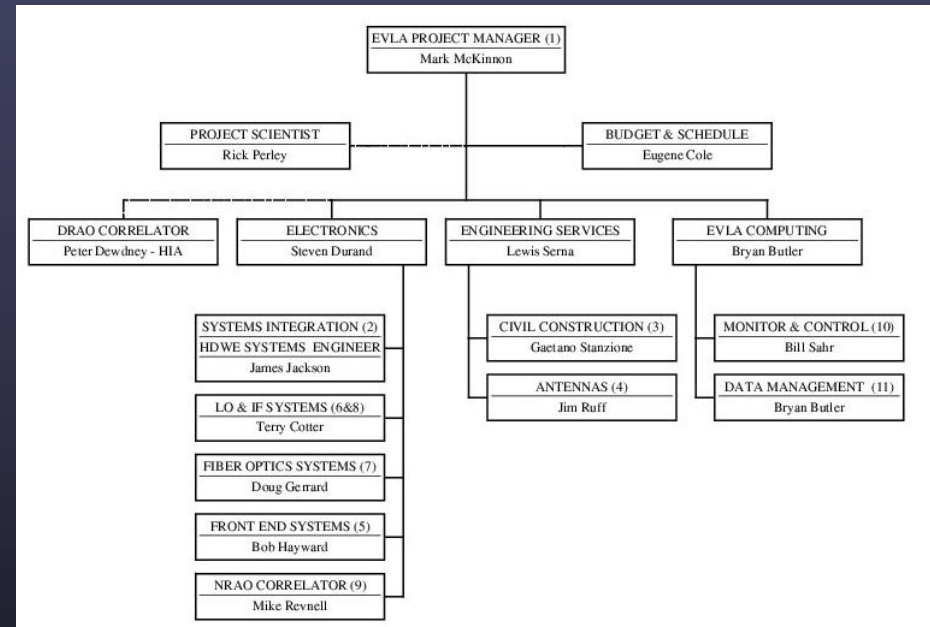 EVLA PROJECT MANAGER (1)
Mark McKinnon
PROJECT SCIENTIST
Rick Perley
BUDGET & SCHEDULE
Eugene Cole
DRAO CORRELATOR
Peter Dewdney - HIA
ELECTRONICS
Steven Durand
ENGINEERING SERVICES
Lewis Serna
EVLA COMPUTING
Bryan Butler
SYSTEMS INTEGRATION (2)
HDWE SYSTEMS ENGINEER
James Jackson
LO & IF SYSTEMS (6&8)
Terry Cotter
FIBER OPTICS SYSTEMS (7)
Doug Gerrard
FRONT END SYSTEMS (5)
Bob Hayward
NRAO CORRELATOR (9)
Mike Revnell
CIVIL CONSTRUCTION (3)
Gaetano Stanzione
ANTENNAS (4)
Jim Ruff
MONITOR & CONTROL (10)
Bill Sahr
DATA MANAGEMENT (11)
Bryan Butler